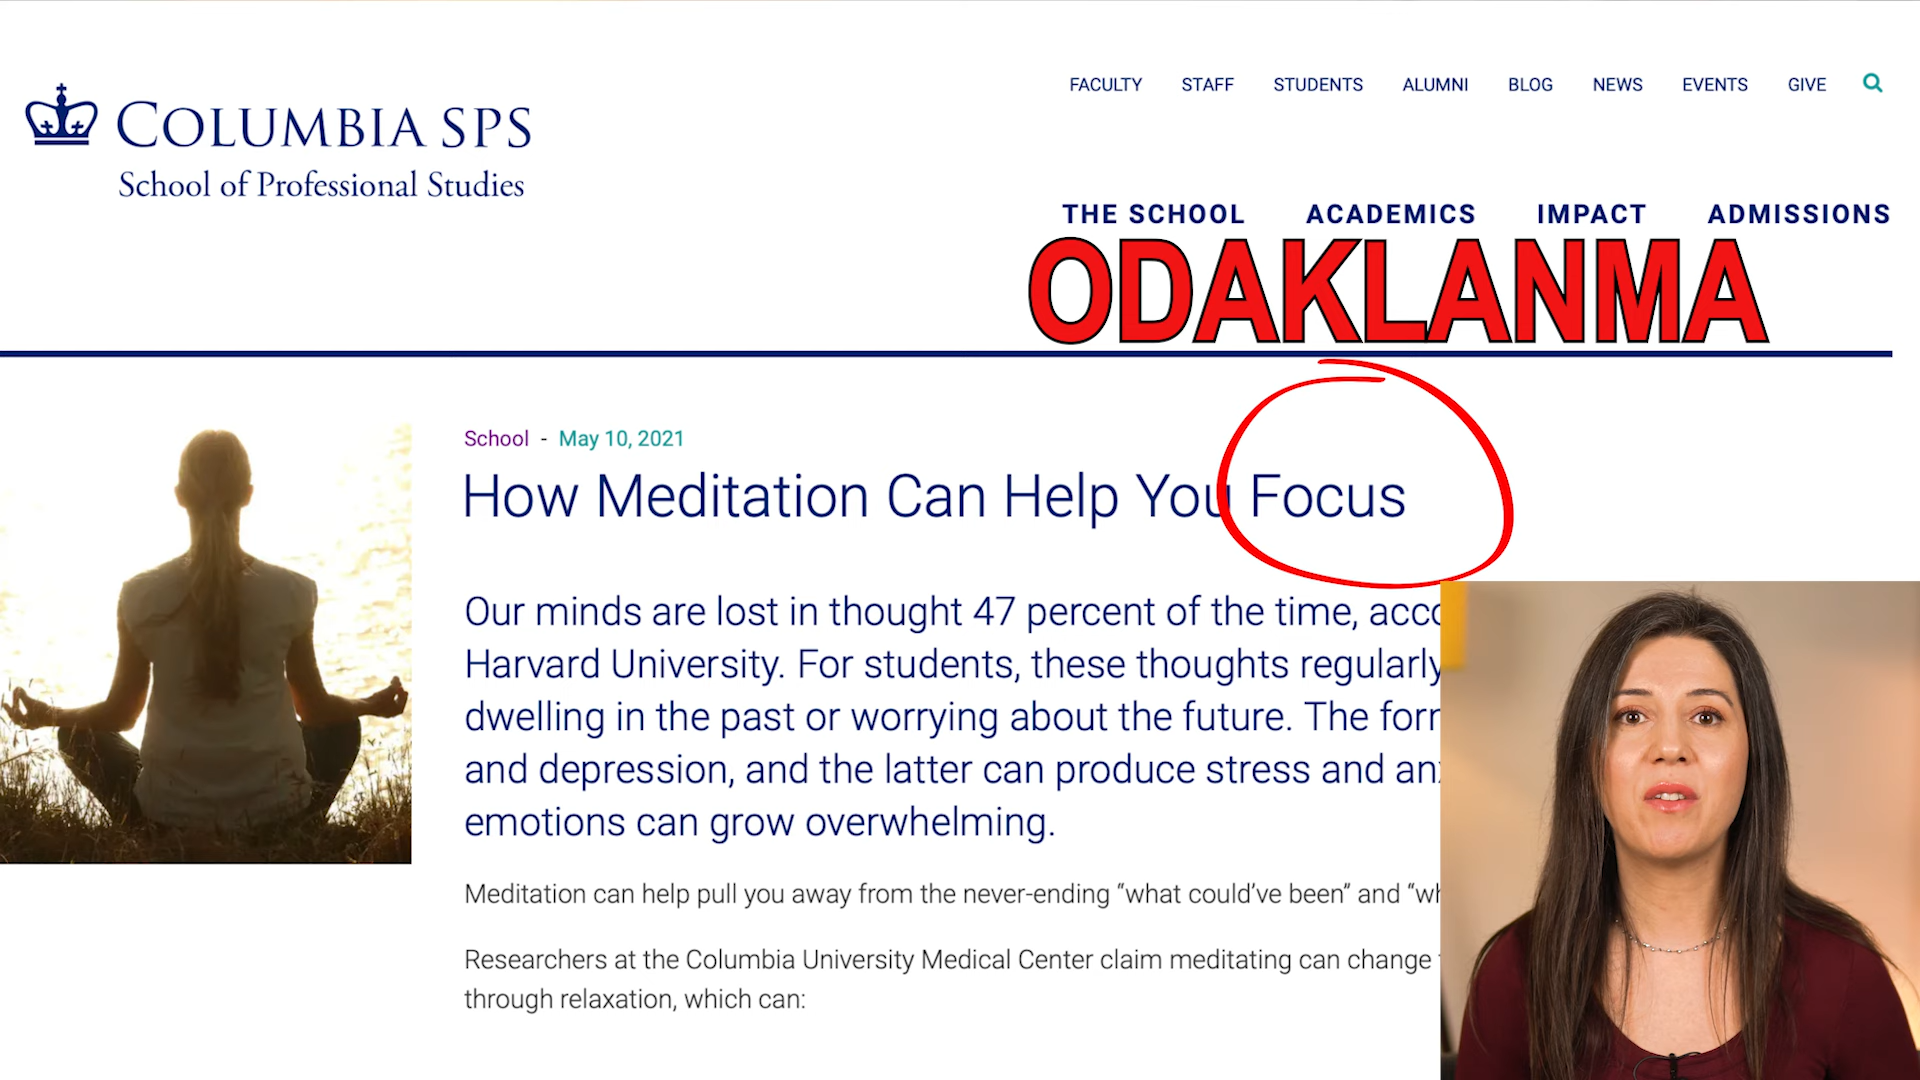 FACULTY STAFF STUDENTS ALUMNI BLOG NEWS EVENTS GIVE
COLUMBIA SPS
School of Professional Studies
THE SCHOOL ACADEMICS IMPACT ADMISSIONS
ODAKLANMA
School - May 10, 2021
How Meditation Can Help You Focus
Our minds are lost in thought 47 percent of the time,
Harvard University. For students, these thoughts regularly
dwelling in the past or worrying about the future. The
and depression, and the latter can produce stress and
emotions can grow overwhelming.
Meditation can help pull you away from the never-ending “what could’ve been” and
Researchers at the Columbia University Medical Center claim meditating can change
through relaxation, which can: